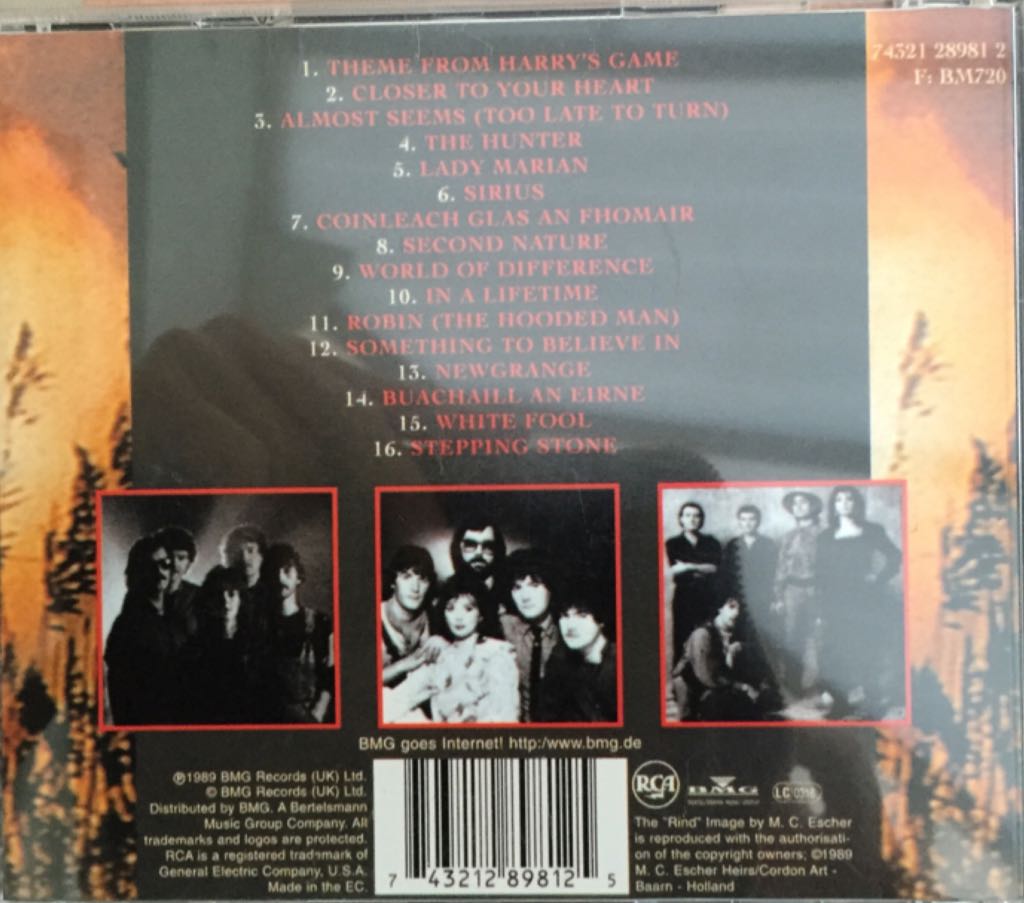 74321 28981 2
F: BM720
1. THEME FROM HARRY'S GAME
2. CLOSER TO YOUR HEART
3. ALMOST SEEMS (TOO LATE TO TURN)
4. THE HUNTER
5. LADY MARIAN
6. SIRIUS
7. COINLEACH GLAS AN FHOMAIR
8. SECOND NATURE
9. WORLD OF DIFFERENCE
10. IN A LIFETIME
11. ROBIN (THE HOODED MAN)
12. SOMETHING TO BELIEVE IN
13. NEWGRANGE
14. BUACHAILL AN EIRNE
15. WHITE FOOL
16. STEPPING STONE
BMG goes Internet! http:/www.bmg.de
℗1989 BMG Records (UK) Ltd.
© BMG Records (UK) Ltd.
Distributed by BMG. A Bertelsmann
Music Group Company. All
trademarks and logos are protected.
RCA is a registered trademark of
General Electric Company, U.S.A.
Made in the EC.
7 43212 89812 5
RCA
BMG
LC 0316
The "Rind" Image by M. C. Escher
is reproduced with the authorisati-
on of the copyright owners; ©1989
M. C. Escher Heirs/Cordon Art -
Baarn - Holland